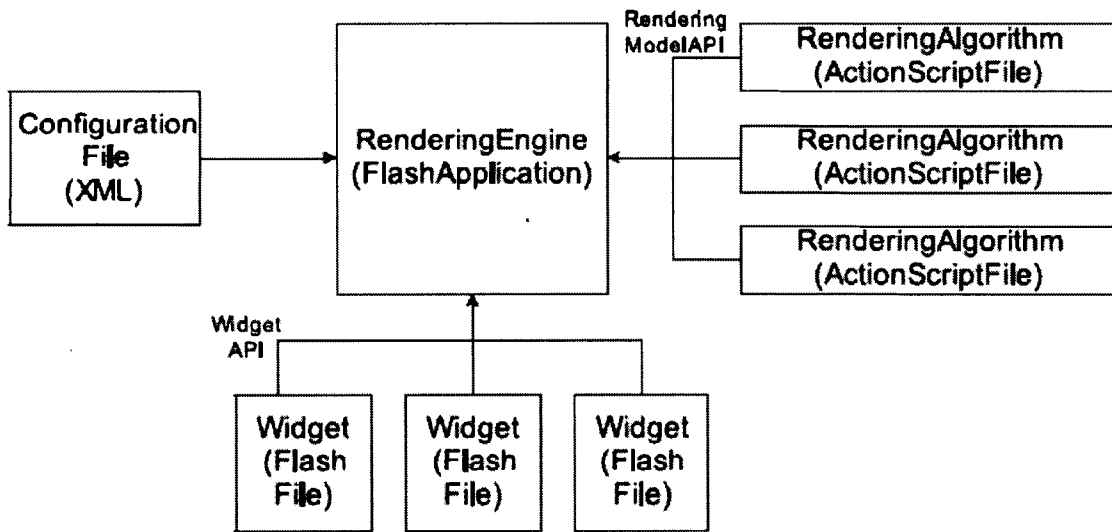 Configuration
File
(XML)
RenderingEngine
(FlashApplication)
Rendering
ModelAPI
RenderingAlgorithm
(ActionScriptFile)
RenderingAlgorithm
(ActionScriptFile)
RenderingAlgorithm
(ActionScriptFile)
Widget
API
Widget
(Flash
File)
Widget
(Flash
File)
Widget
(Flash
File)